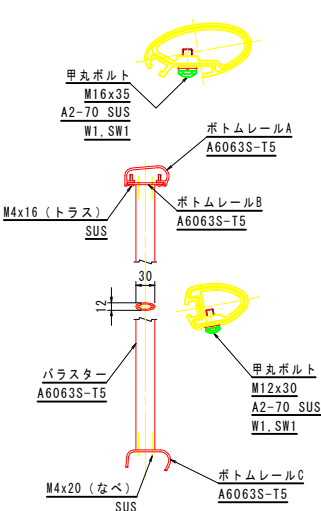 甲丸ボルト
M16x35
A2-70 SUS
W1, SW1
ボトムレールA
A6063S-T5
M4x16 (トラス)
SUS
ボトムレールB
A6063S-T5
30
12
バラスター
A6063S-T5
甲丸ボルト
M12x30
A2-70 SUS
W1, SW1
M4x20 (なべ)
SUS
ボトムレールC
A6063S-T5